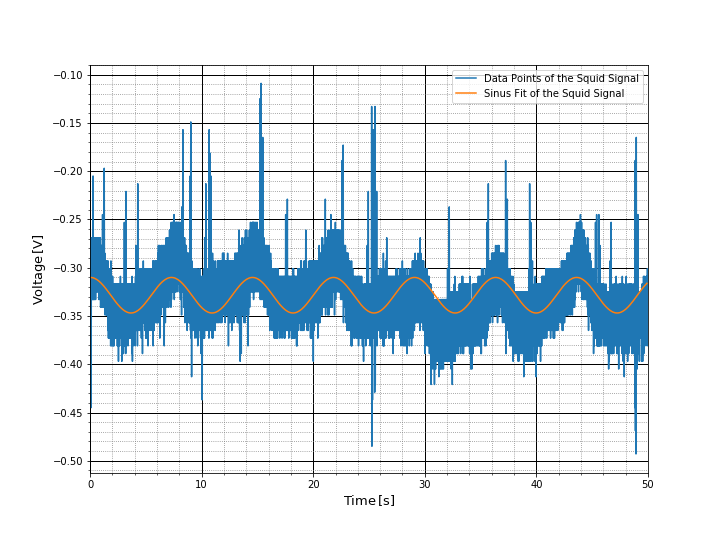 Data Points of the Squid Signal
Sinus Fit of the Squid Signal
Voltage [V]
−0.10
−0.15
−0.20
−0.25
−0.30
−0.35
−0.40
−0.45
−0.50
0 10 20 30 40 50
Time [s]